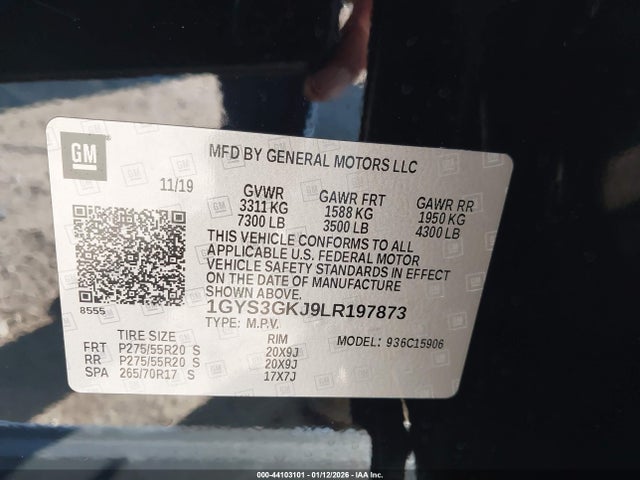 GM
MFD BY GENERAL MOTORS LLC
11/19
GVWR GAWR FRT GAWR RR
3311 KG 1588 KG 1950 KG
7300 LB 3500 LB 4300 LB
THIS VEHICLE CONFORMS TO ALL
APPLICABLE U.S. FEDERAL MOTOR
VEHICLE SAFETY STANDARDS IN EFFECT
ON THE DATE OF MANUFACTURE
SHOWN ABOVE.
8555
1GYS3GKJ9LR197873
TYPE: M.P.V.
TIRE SIZE RIM MODEL: 936C15906
FRT P275/55R20 S 20X9J
RR P275/55R20 S 20X9J
SPA 265/70R17 S 17X7J
000-44103101 - 01/12/2026 - IAA Inc.